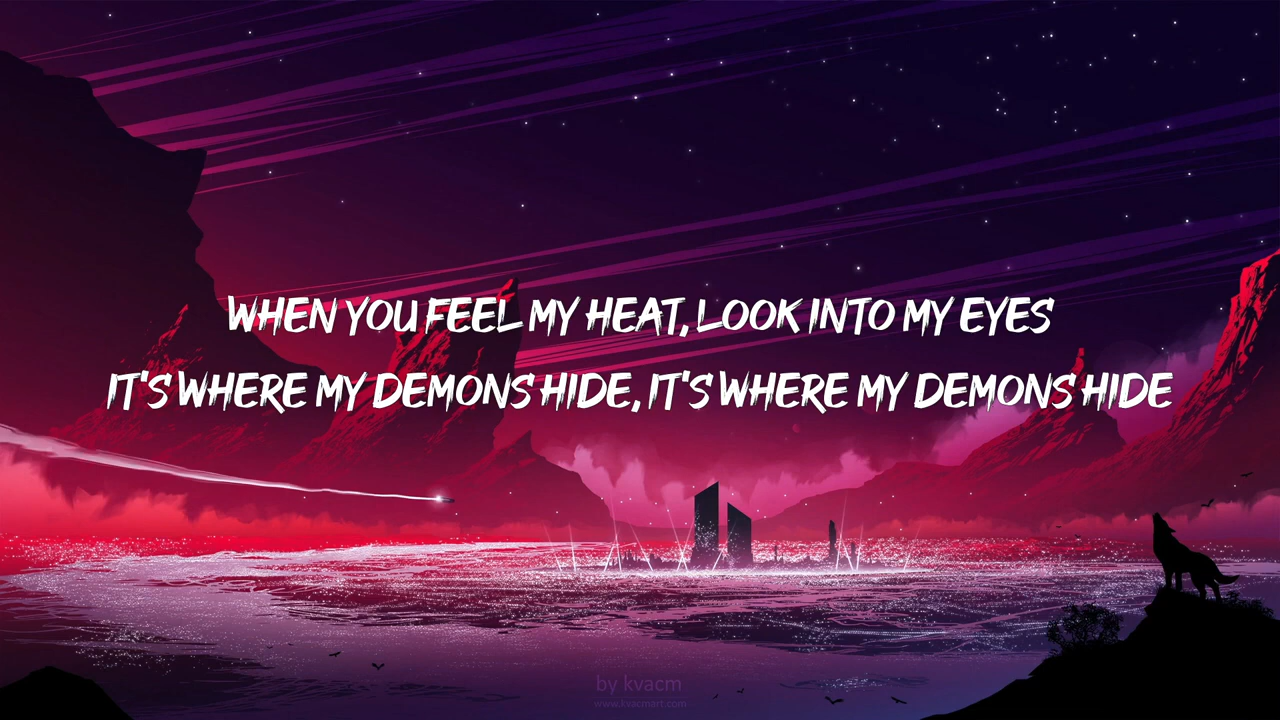 WHEN YOU FEEL MY HEAT, LOOK INTO MY EYES
IT'S WHERE MY DEMONS HIDE, IT'S WHERE MY DEMONS HIDE
by kvacm
www.kvacmart.com